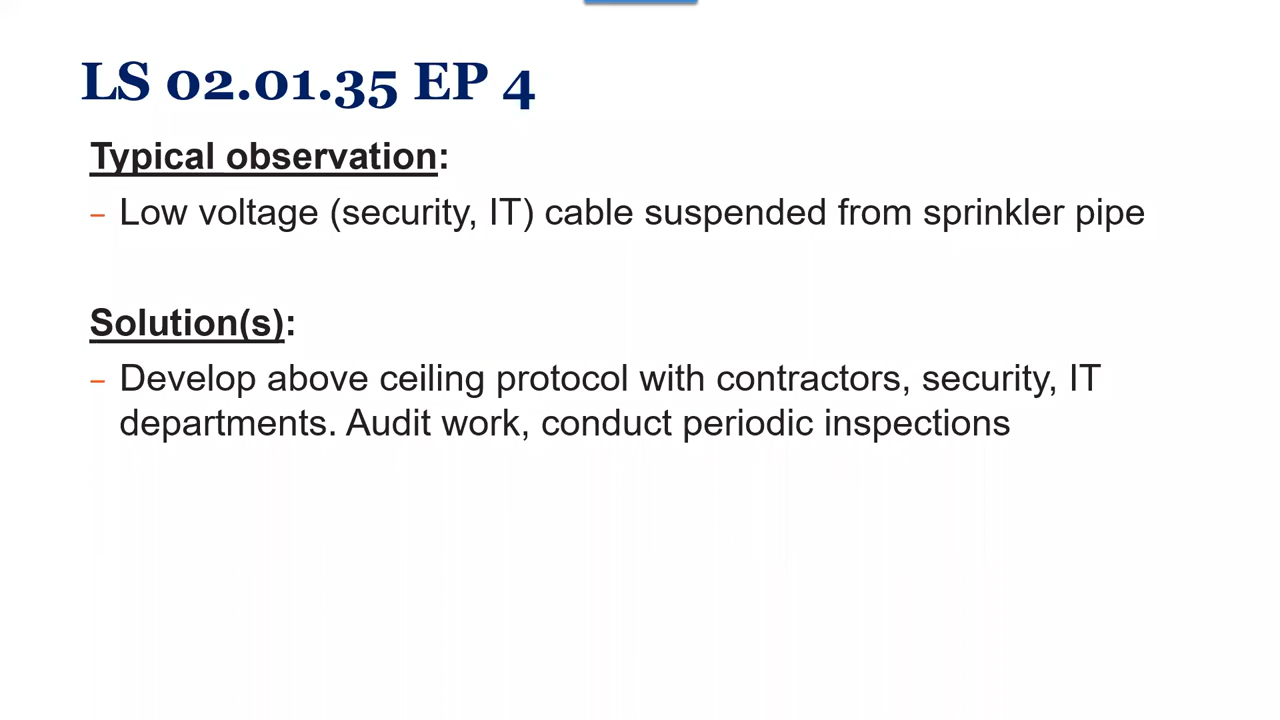 LS 02.01.35 EP 4
Typical observation:
– Low voltage (security, IT) cable suspended from sprinkler pipe
Solution(s):
– Develop above ceiling protocol with contractors, security, IT
departments. Audit work, conduct periodic inspections